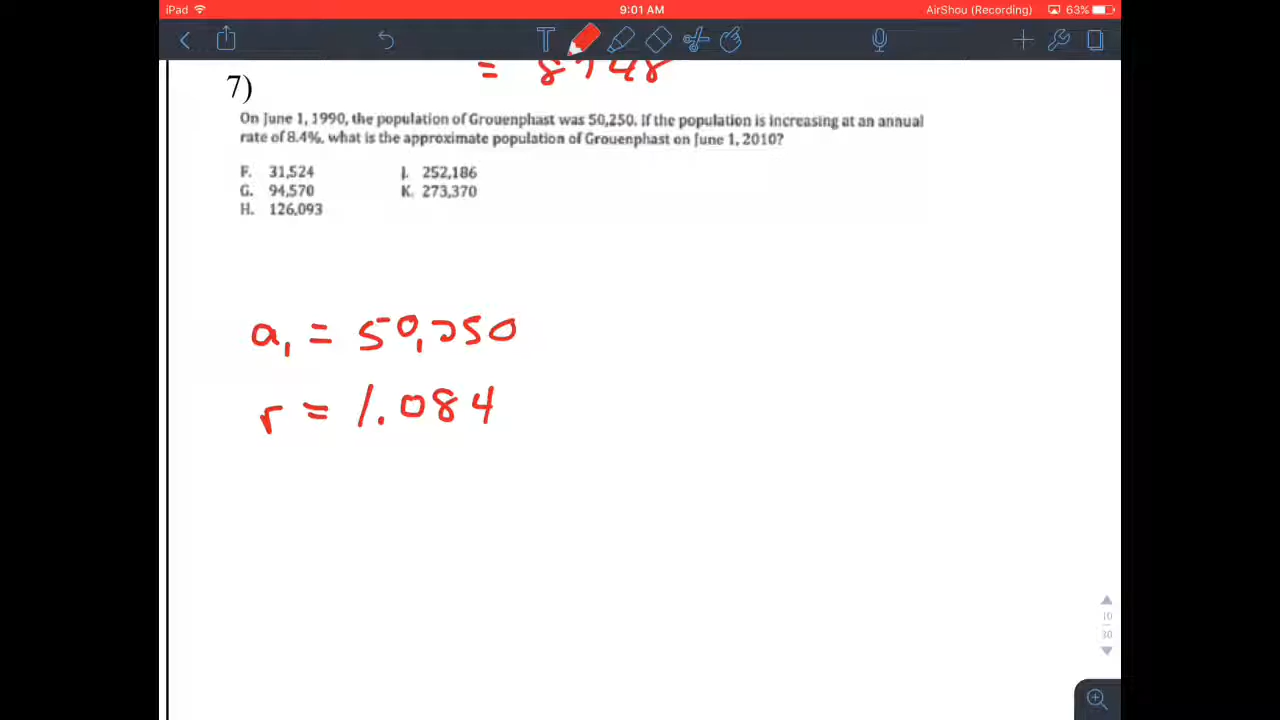 iPad 9:01 AM AirShou (Recording) 63%
= 8948
7)
On June 1, 1990, the population of Grouenphast was 50,250. If the population is increasing at an annual
rate of 8.4%, what is the approximate population of Grouenphast on June 1, 2010?
F. 31,524 J. 252,186
G. 94,570 K. 273,370
H. 126,093
a₁ = 50,250
r = 1.084
10
30